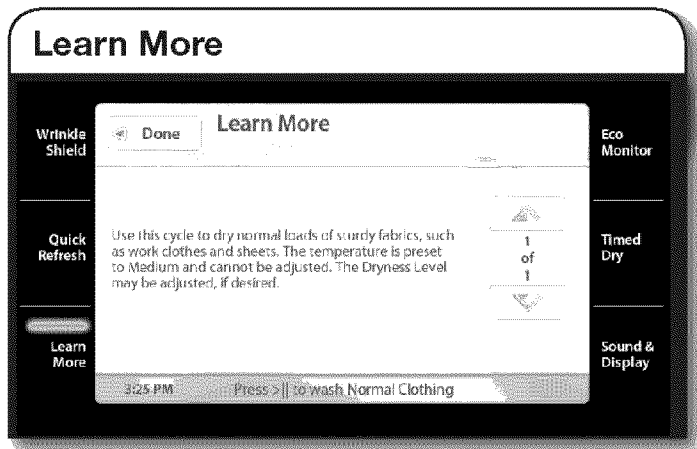 Learn More
Wrinkle
Shield
Quick
Refresh
Learn
More
Done
Learn More
Use this cycle to dry normal loads of sturdy fabrics, such
as work clothes and sheets. The temperature is preset
to Medium and cannot be adjusted. The Dryness Level
may be adjusted, if desired.
1
of
1
3:25 PM
Press >|| to wash Normal Clothing
Eco
Monitor
Timed
Dry
Sound &
Display